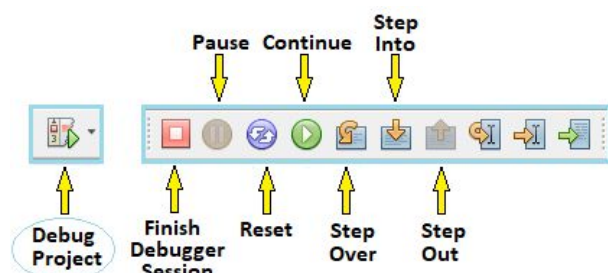 Step
Into
Pause
Continue
Debug
Project
Finish
Debugger
Session
Reset
Step
Over
Step
Out